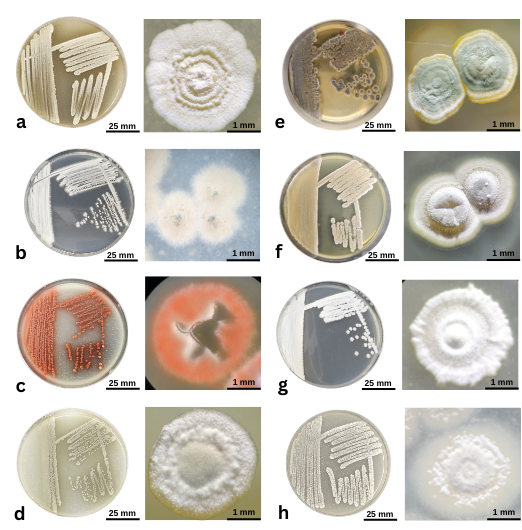 a 25 mm 1 mm
e 25 mm 1 mm
b 25 mm 1 mm
f 25 mm 1 mm
c 25 mm 1 mm
g 25 mm 1 mm
d 25 mm 1 mm
h 25 mm 1 mm